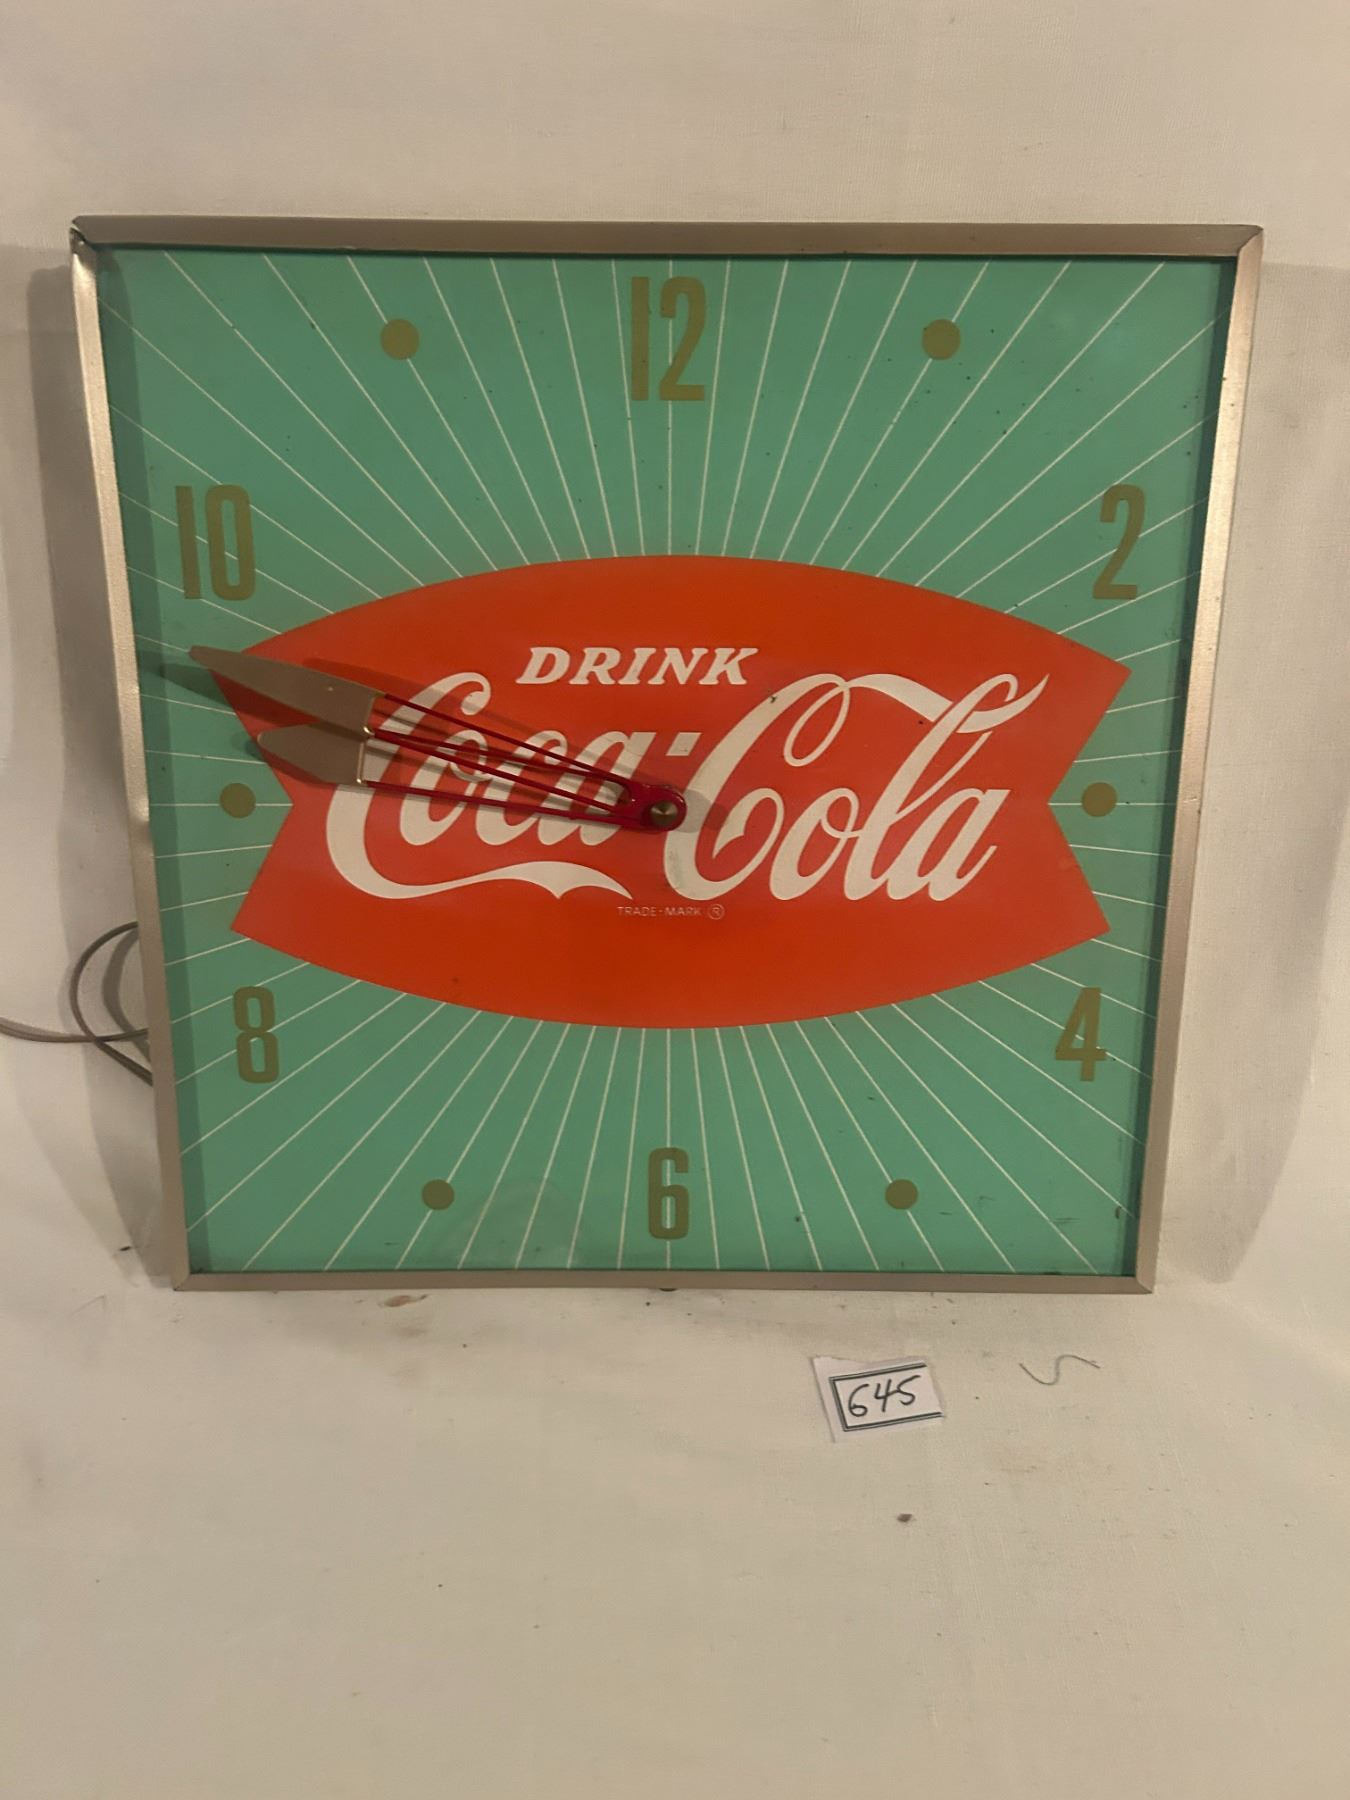 12
10
2
DRINK
Coca-Cola
TRADE-MARK ®
8
4
6
645